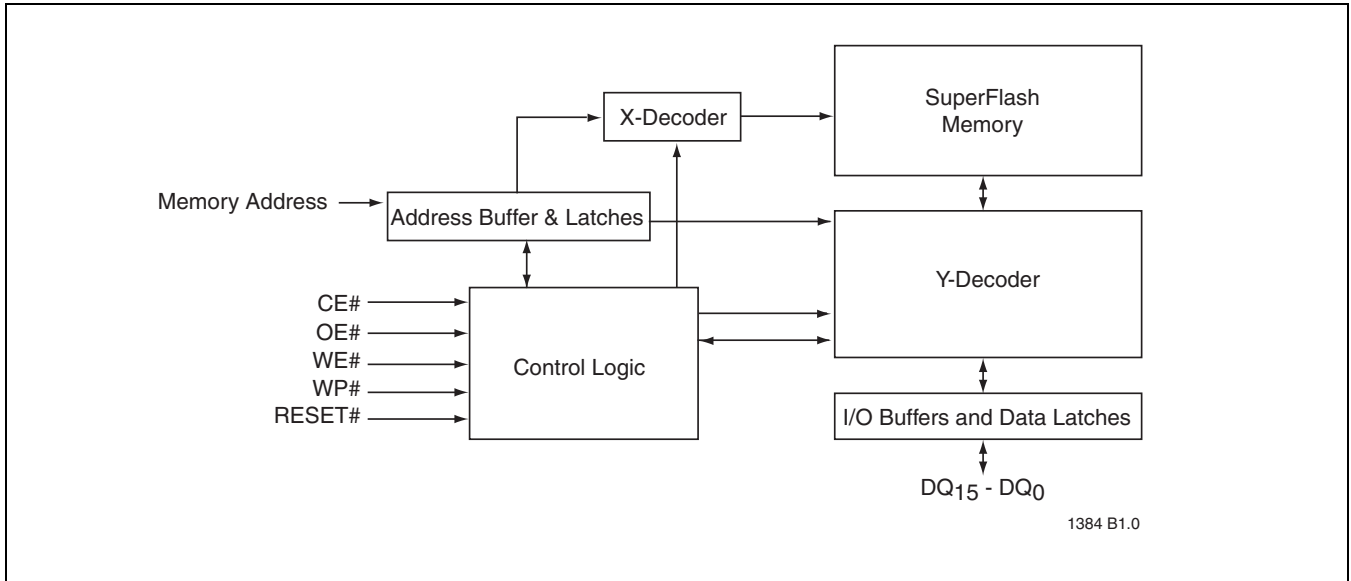 SuperFlash
Memory
X-Decoder
Memory Address
Address Buffer & Latches
Y-Decoder
CE#
OE#
WE#
WP#
RESET#
Control Logic
I/O Buffers and Data Latches
DQ15 - DQ0
1384 B1.0